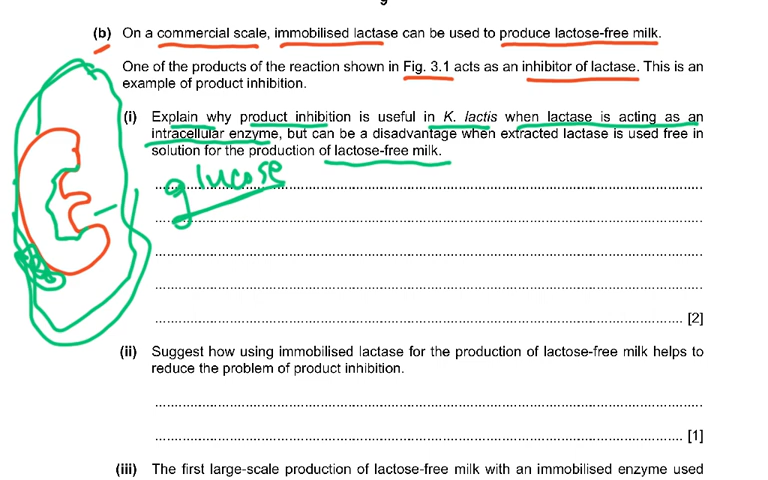 9
(b) On a commercial scale, immobilised lactase can be used to produce lactose-free milk.
One of the products of the reaction shown in Fig. 3.1 acts as an inhibitor of lactase. This is an
example of product inhibition.
(i) Explain why product inhibition is useful in K. lactis when lactase is acting as an
intracellular enzyme, but can be a disadvantage when extracted lactase is used free in
solution for the production of lactose-free milk.
glucose
[2]
(ii) Suggest how using immobilised lactase for the production of lactose-free milk helps to
reduce the problem of product inhibition.
[1]
(iii) The first large-scale production of lactose-free milk with an immobilised enzyme used